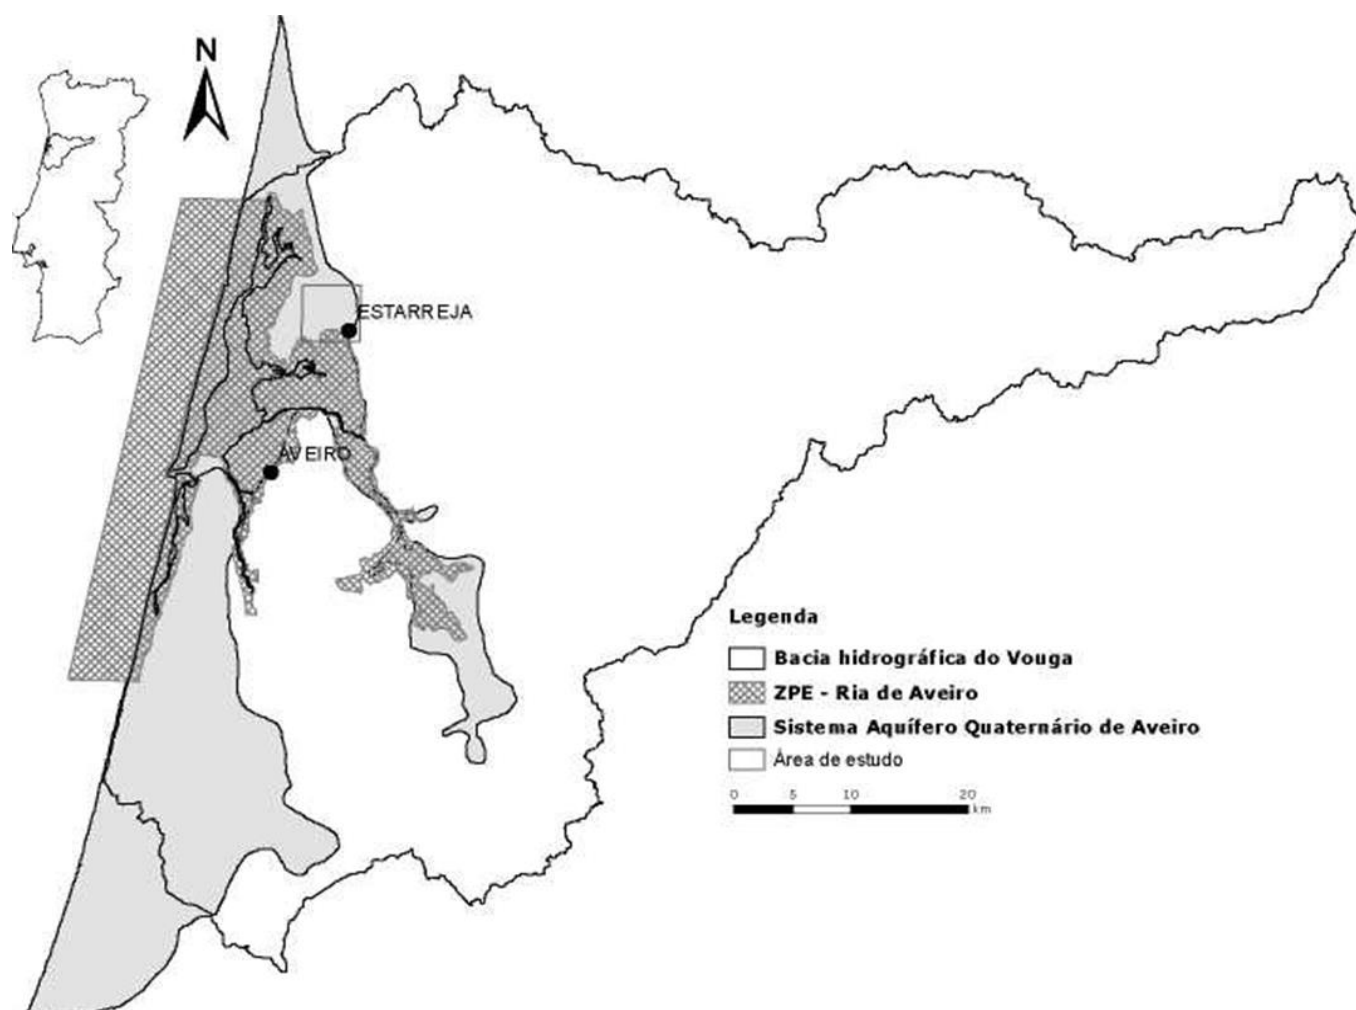 N
ESTARREJA
AVEIRO
Legenda
Bacia hidrográfica do Vouga
ZPE - Ria de Aveiro
Sistema Aquífero Quaternário de Aveiro
Área de estudo
0 5 10 20
km